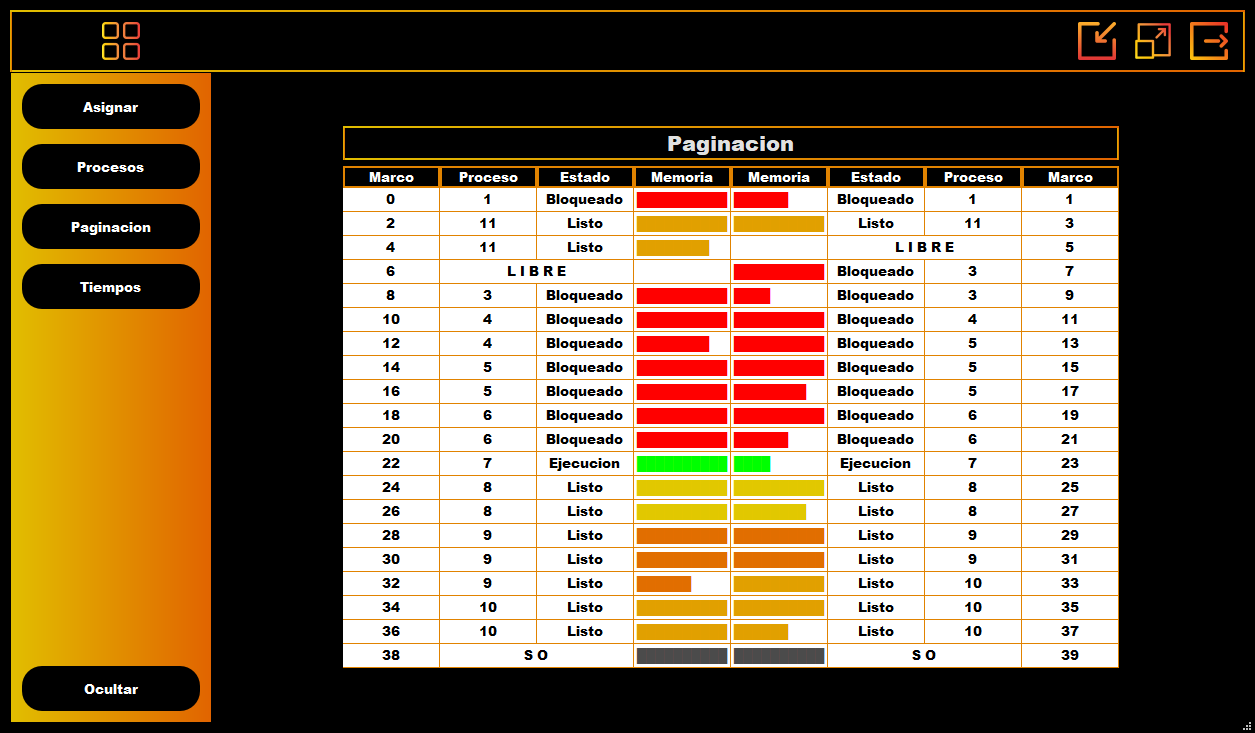 Asignar
Procesos
Paginacion
Tiempos
Ocultar
Paginacion
Marco Proceso Estado Memoria Memoria Estado Proceso Marco
0 1 Bloqueado Bloqueado 1 1
2 11 Listo Listo 11 3
4 11 Listo L I B R E 5
6 L I B R E Bloqueado 3 7
8 3 Bloqueado Bloqueado 3 9
10 4 Bloqueado Bloqueado 4 11
12 4 Bloqueado Bloqueado 5 13
14 5 Bloqueado Bloqueado 5 15
16 5 Bloqueado Bloqueado 5 17
18 6 Bloqueado Bloqueado 6 19
20 6 Bloqueado Bloqueado 6 21
22 7 Ejecucion Ejecucion 7 23
24 8 Listo Listo 8 25
26 8 Listo Listo 8 27
28 9 Listo Listo 9 29
30 9 Listo Listo 9 31
32 9 Listo Listo 10 33
34 10 Listo Listo 10 35
36 10 Listo Listo 10 37
38 S O S O 39